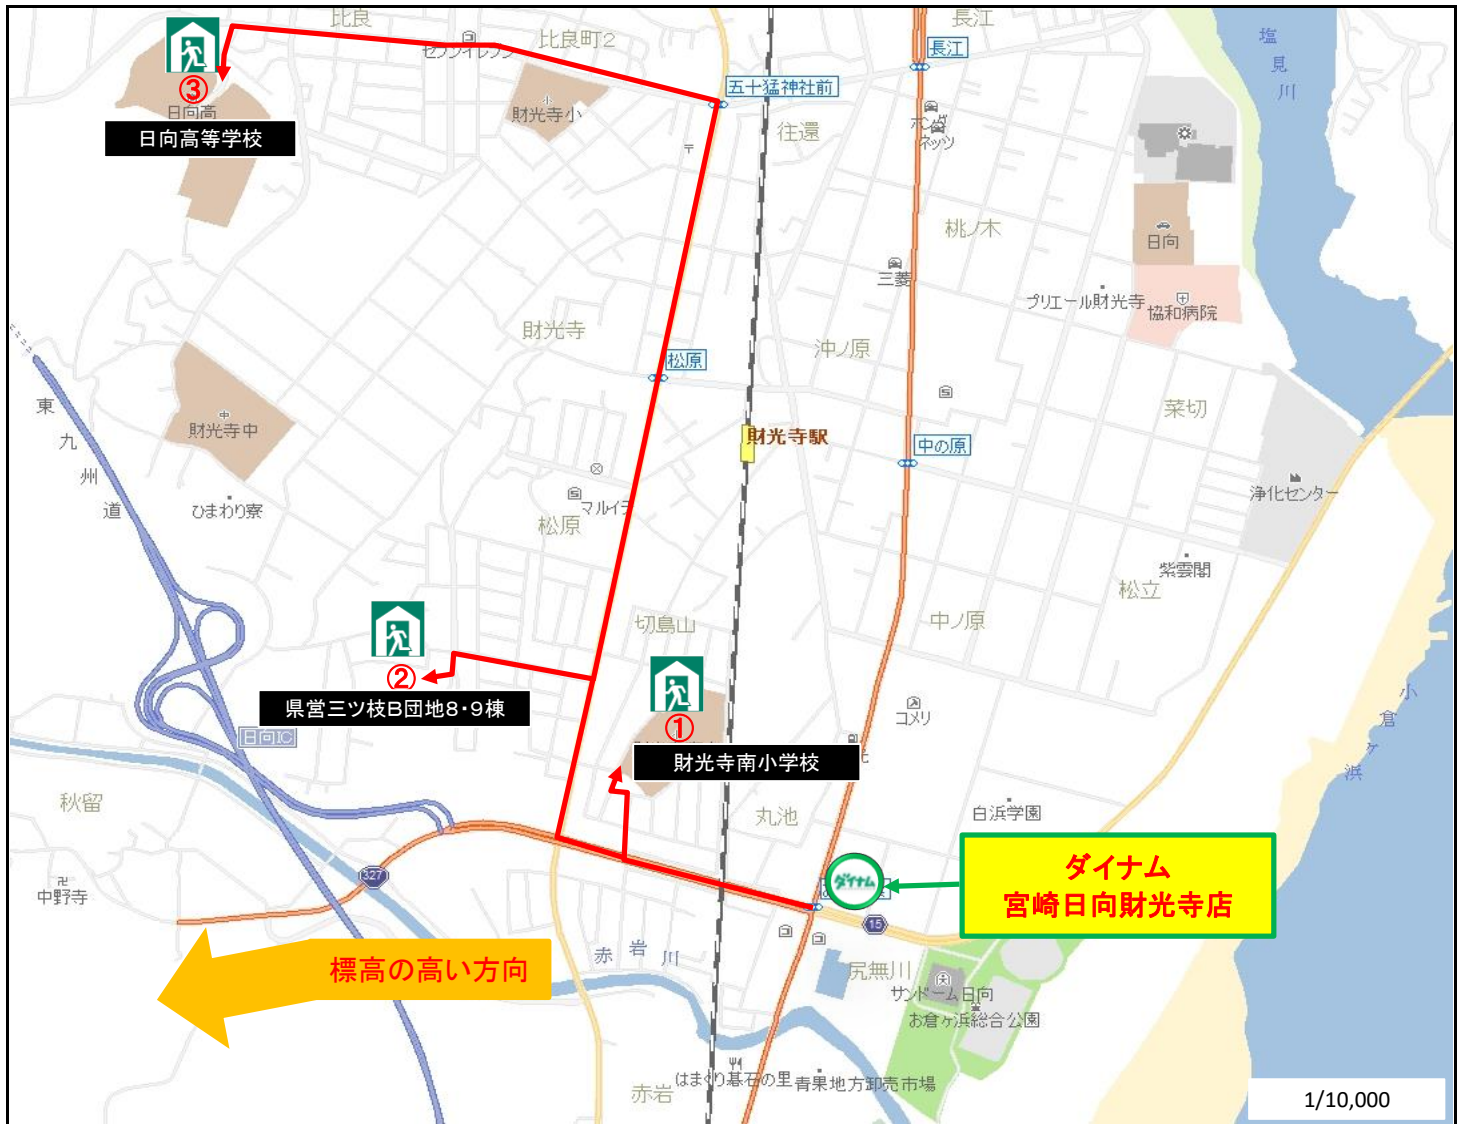 比良
長江
塩見川
セブンイレブン
比良町2
長江
五十猛神社前
③
日向高
日向高等学校
財光寺小
往還
ホンダ
ネッツ
桃ノ木
日向
三菱
プリエール財光寺
協和病院
財光寺
沖ノ原
松原
菜切
東九州道
財光寺中
財光寺駅
中の原
浄化センター
ひまわり寮
マルイチ
松原
紫雲閣
松立
切島山
中ノ原
②
県営三ツ枝B団地8・9棟
①
財光寺南小学校
コメリ
小倉ヶ浜
日向IC
秋留
丸池
白浜学園
327
中野寺
ダイナム
ダイナム
宮崎日向財光寺店
15
標高の高い方向
赤岩川
尻無川
サンドーム日向
お倉ヶ浜総合公園
はまぐり碁石の里
青果地方卸売市場
赤岩
1/10,000